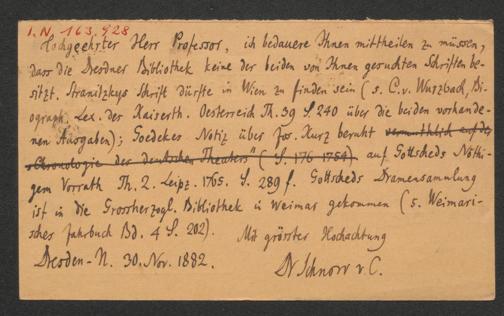 I.N. 163.928
Hochgeehrter Herr Professor, ich bedauere Ihnen mittheilen zu müssen,
dass die Dresdner Bibliothek keine der beiden von Ihnen gesuchten Schriften be-
sitzt. Stranitzkys Schrift dürfte in Wien zu finden sein (s. C. v. Wurzbach, Bi-
ograph. Lex. des Kaiserth. Oesterreich Th. 39 S. 240 über die beiden vorhande-
nen Ausgaben); Goedekes Notiz über Jos. Kurz beruht vermuthlich auf der
"Chronologie des deutschen Theaters" (S. 176 1754) auf Gottscheds Nöthi-
gem Vorrath Th. 2. Leipz. 1765. S. 289 f. Gottscheds Dramensammlung
ist in die Grossherzogl. Bibliothek in Weimar gekommen (s. Weimari-
sches Jahrbuch Bd. 4 S. 202). Mit grösster Hochachtung
Dresden-N. 30. Nov. 1882. Dr Schnorr v. C.